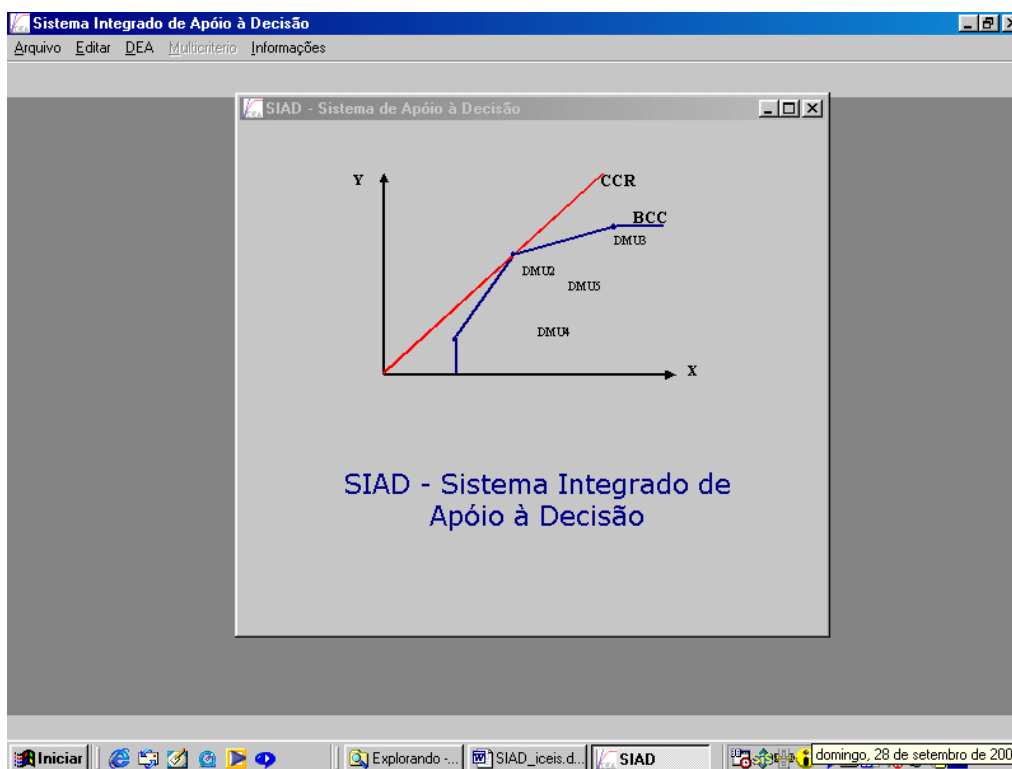 Sistema Integrado de Apóio à Decisão
Arquivo Editar DEA Multicriterio Informações
SIAD - Sistema de Apóio à Decisão
Y
CCR
BCC
DMU3
DMU2
DMU5
DMU4
X
SIAD - Sistema Integrado de
Apóio à Decisão
Iniciar Explorando -... SIAD_iceis.d... SIAD domingo, 28 de setembro de 200